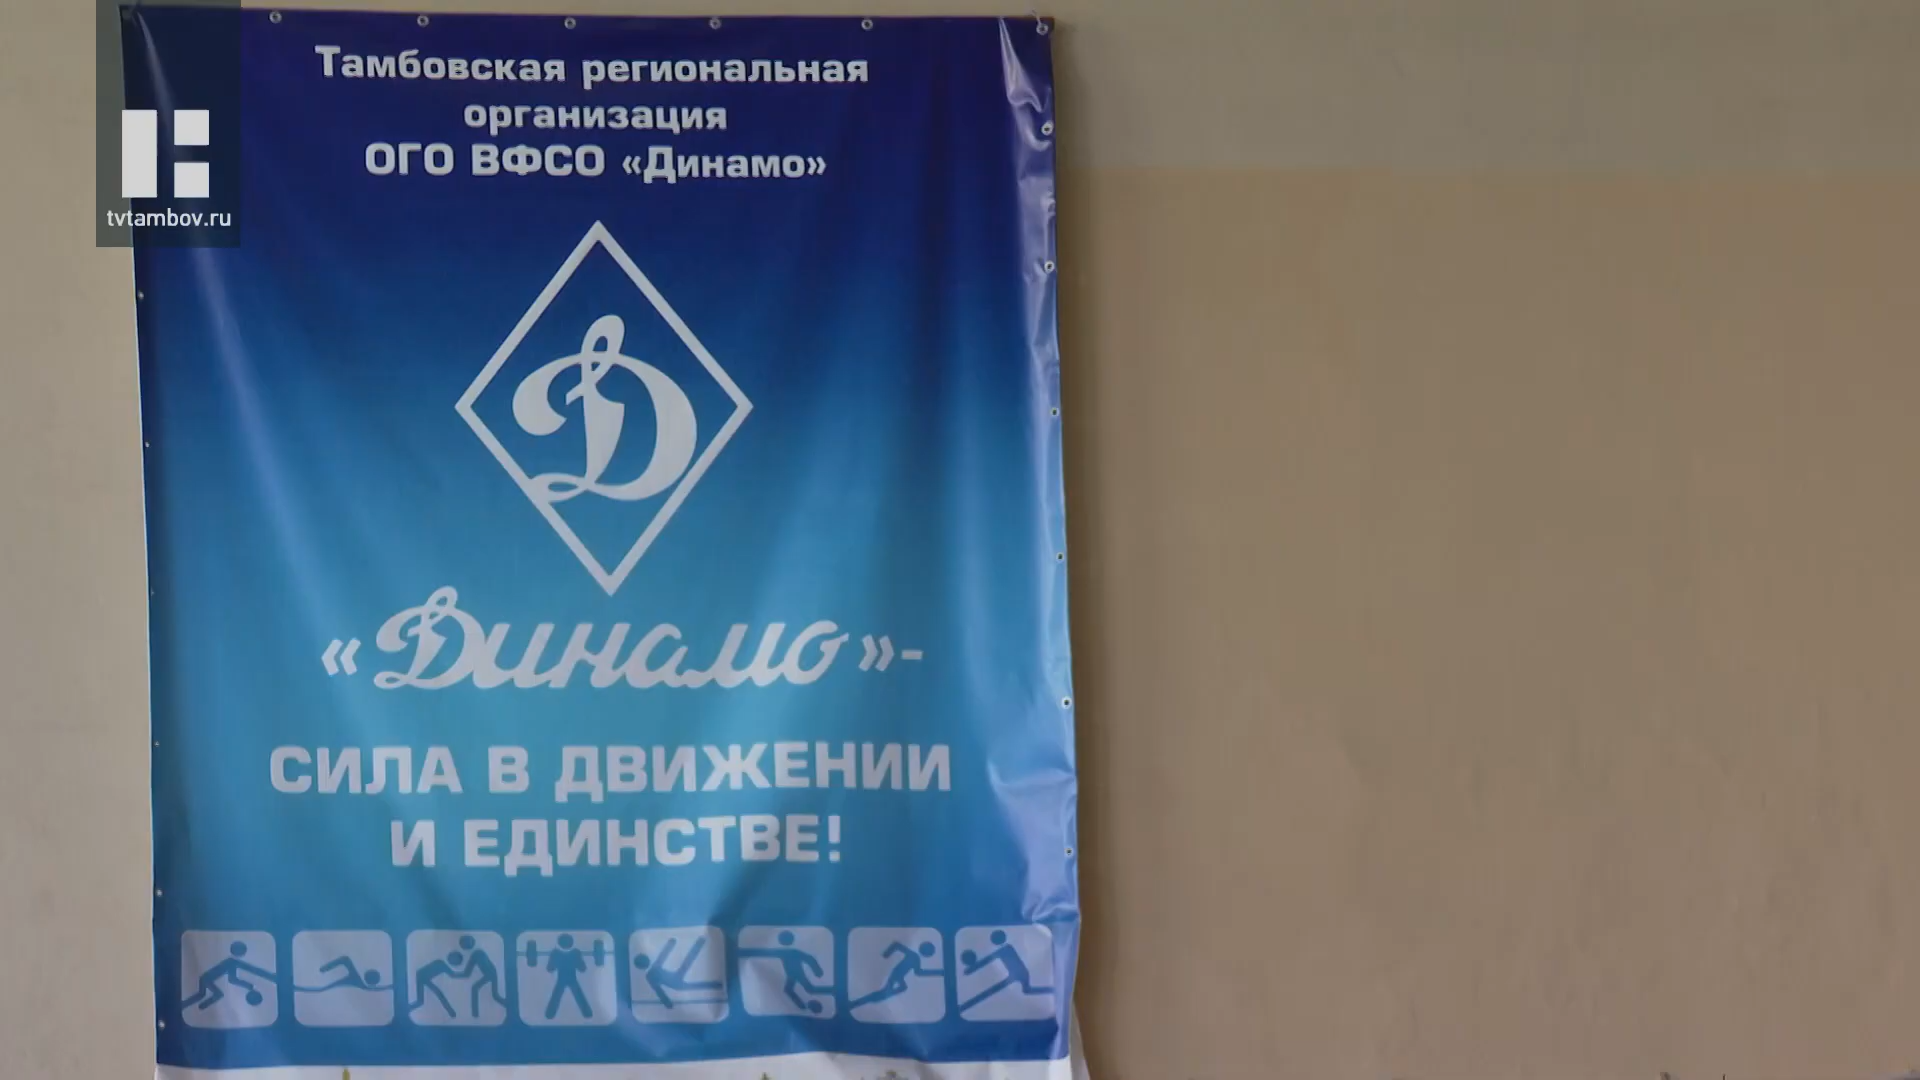 Тамбовская региональная
организация
ОГО ВФСО «Динамо»
tvtambov.ru
Д
«Динамо»-
СИЛА В ДВИЖЕНИИ
И ЕДИНСТВЕ!